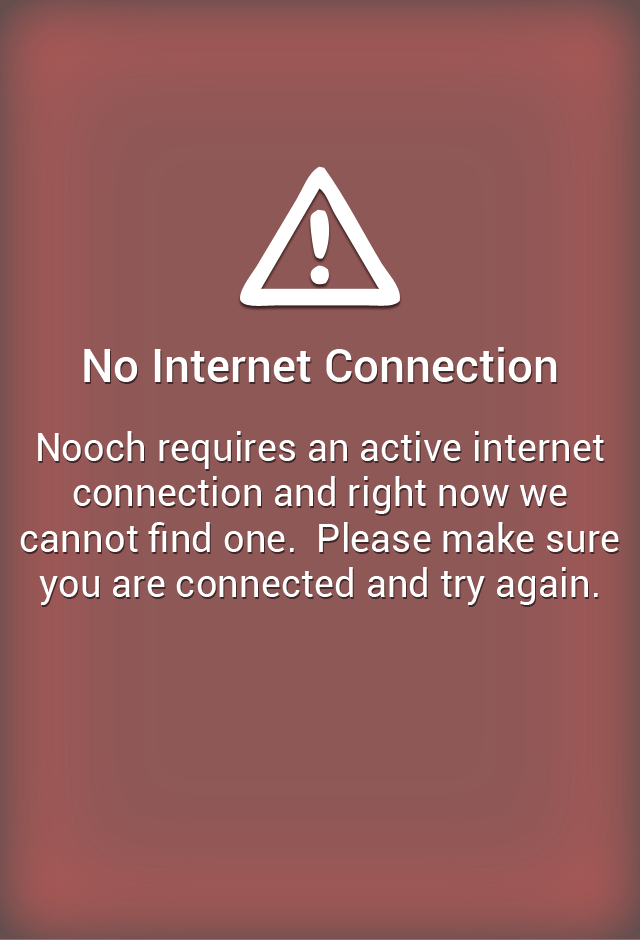 No Internet Connection
Nooch requires an active internet
connection and right now we
cannot find one.  Please make sure
you are connected and try again.